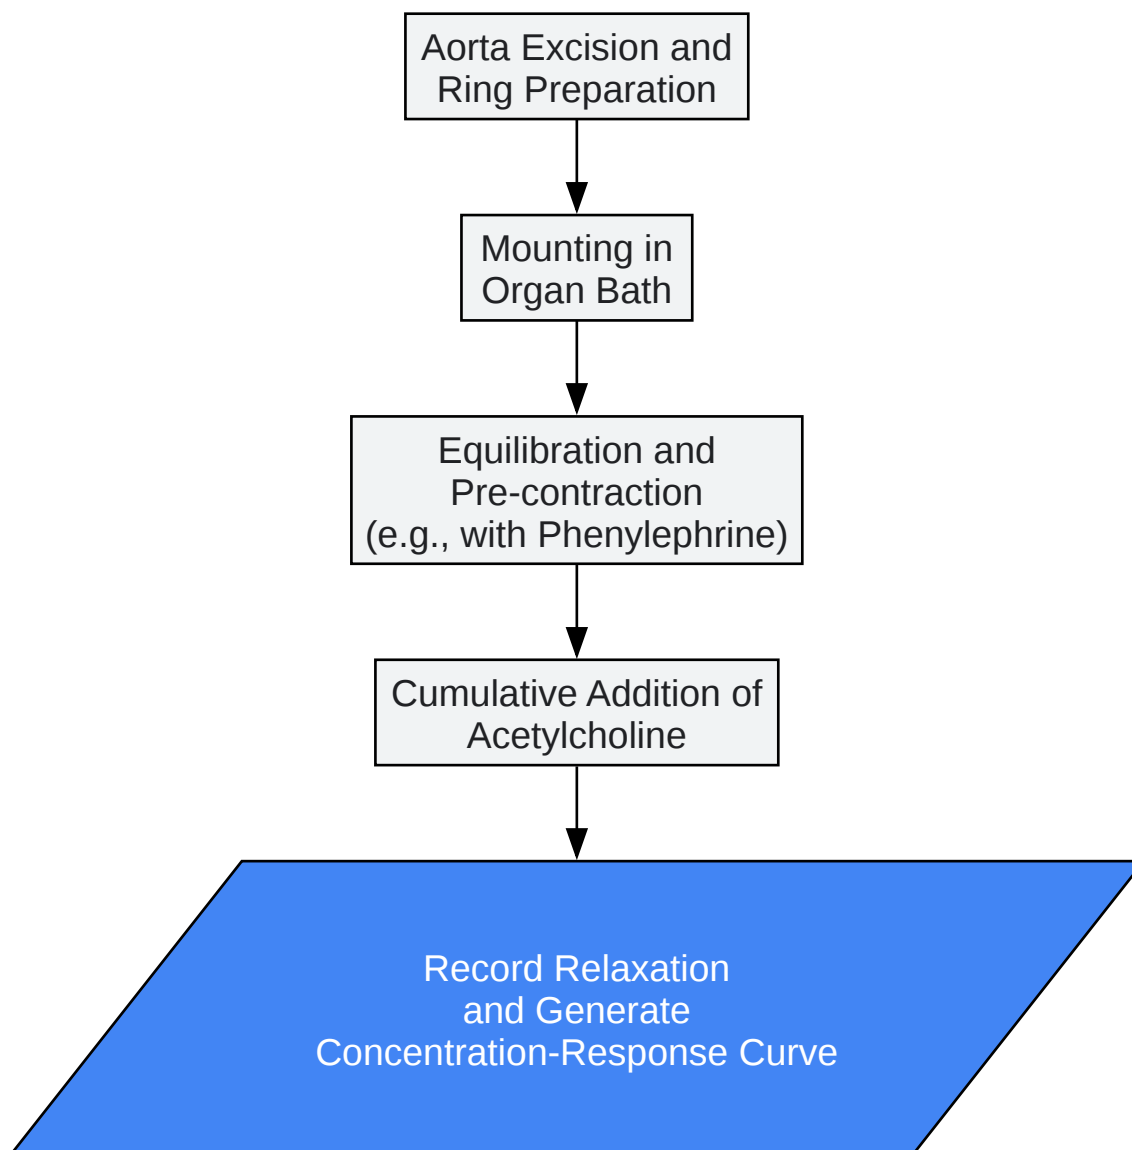 Aorta Excision and
Ring Preparation
Mounting in
Organ Bath
Equilibration and
Pre-contraction
(e.g., with Phenylephrine)
Cumulative Addition of
Acetylcholine
Record Relaxation
and Generate
Concentration-Response Curve